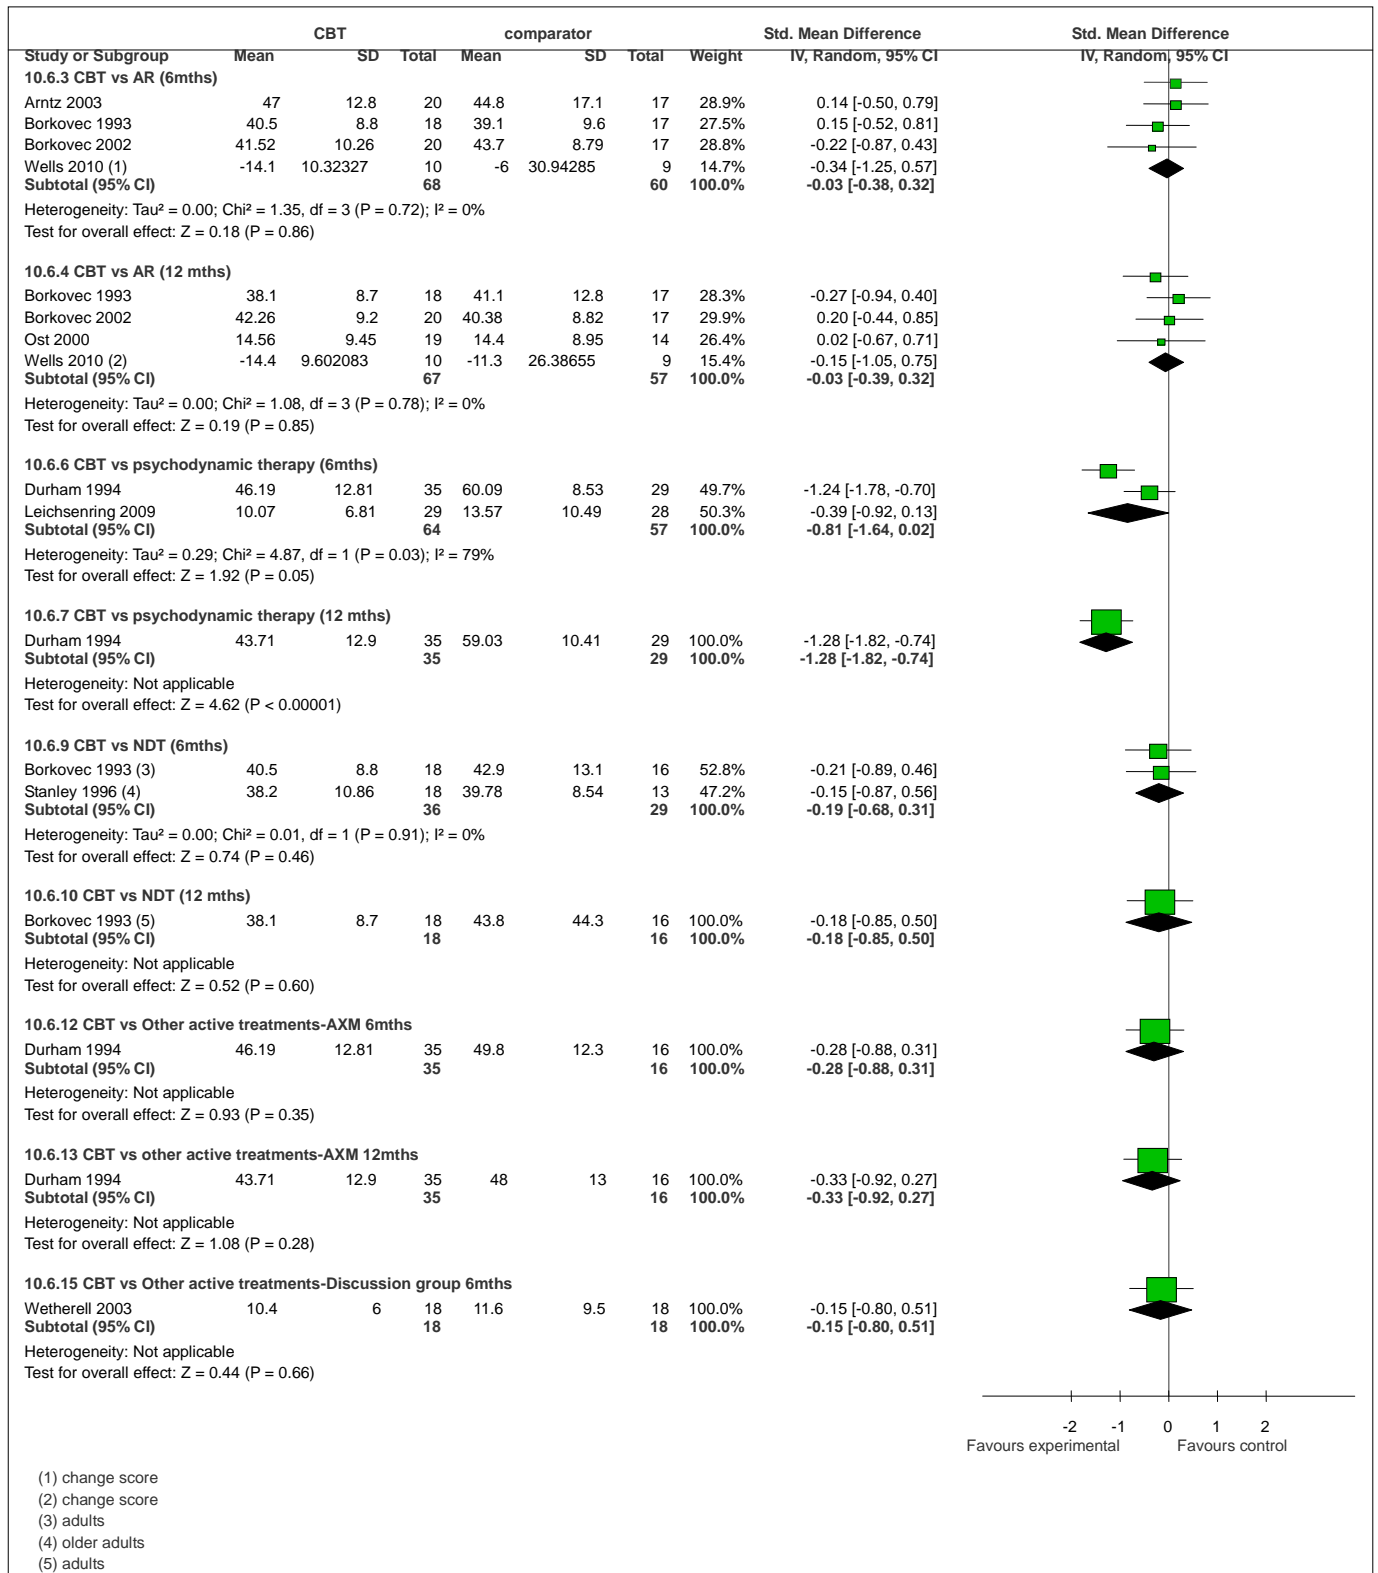 CBT comparator Std. Mean Difference Std. Mean Difference
Study or Subgroup Mean SD Total Mean SD Total Weight IV, Random, 95% CI IV, Random, 95% CI
10.6.3 CBT vs AR (6mths)
Arntz 2003 47 12.8 20 44.8 17.1 17 28.9% 0.14 [-0.50, 0.79]
Borkovec 1993 40.5 8.8 18 39.1 9.6 17 27.5% 0.15 [-0.52, 0.81]
Borkovec 2002 41.52 10.26 20 43.7 8.79 17 28.8% -0.22 [-0.87, 0.43]
Wells 2010 (1) -14.1 10.32327 10 -6 30.94285 9 14.7% -0.34 [-1.25, 0.57]
Subtotal (95% CI) 68 60 100.0% -0.03 [-0.38, 0.32]
Heterogeneity: Tau² = 0.00; Chi² = 1.35, df = 3 (P = 0.72); I² = 0%
Test for overall effect: Z = 0.18 (P = 0.86)
10.6.4 CBT vs AR (12 mths)
Borkovec 1993 38.1 8.7 18 41.1 12.8 17 28.3% -0.27 [-0.94, 0.40]
Borkovec 2002 42.26 9.2 20 40.38 8.82 17 29.9% 0.20 [-0.44, 0.85]
Ost 2000 14.56 9.45 19 14.4 8.95 14 26.4% 0.02 [-0.67, 0.71]
Wells 2010 (2) -14.4 9.602083 10 -11.3 26.38655 9 15.4% -0.15 [-1.05, 0.75]
Subtotal (95% CI) 67 57 100.0% -0.03 [-0.39, 0.32]
Heterogeneity: Tau² = 0.00; Chi² = 1.08, df = 3 (P = 0.78); I² = 0%
Test for overall effect: Z = 0.19 (P = 0.85)
10.6.6 CBT vs psychodynamic therapy (6mths)
Durham 1994 46.19 12.81 35 60.09 8.53 29 49.7% -1.24 [-1.78, -0.70]
Leichsenring 2009 10.07 6.81 29 13.57 10.49 28 50.3% -0.39 [-0.92, 0.13]
Subtotal (95% CI) 64 57 100.0% -0.81 [-1.64, 0.02]
Heterogeneity: Tau² = 0.29; Chi² = 4.87, df = 1 (P = 0.03); I² = 79%
Test for overall effect: Z = 1.92 (P = 0.05)
10.6.7 CBT vs psychodynamic therapy (12 mths)
Durham 1994 43.71 12.9 35 59.03 10.41 29 100.0% -1.28 [-1.82, -0.74]
Subtotal (95% CI) 35 29 100.0% -1.28 [-1.82, -0.74]
Heterogeneity: Not applicable
Test for overall effect: Z = 4.62 (P < 0.00001)
10.6.9 CBT vs NDT (6mths)
Borkovec 1993 (3) 40.5 8.8 18 42.9 13.1 16 52.8% -0.21 [-0.89, 0.46]
Stanley 1996 (4) 38.2 10.86 18 39.78 8.54 13 47.2% -0.15 [-0.87, 0.56]
Subtotal (95% CI) 36 29 100.0% -0.19 [-0.68, 0.31]
Heterogeneity: Tau² = 0.00; Chi² = 0.01, df = 1 (P = 0.91); I² = 0%
Test for overall effect: Z = 0.74 (P = 0.46)
10.6.10 CBT vs NDT (12 mths)
Borkovec 1993 (5) 38.1 8.7 18 43.8 44.3 16 100.0% -0.18 [-0.85, 0.50]
Subtotal (95% CI) 18 16 100.0% -0.18 [-0.85, 0.50]
Heterogeneity: Not applicable
Test for overall effect: Z = 0.52 (P = 0.60)
10.6.12 CBT vs Other active treatments-AXM 6mths
Durham 1994 46.19 12.81 35 49.8 12.3 16 100.0% -0.28 [-0.88, 0.31]
Subtotal (95% CI) 35 16 100.0% -0.28 [-0.88, 0.31]
Heterogeneity: Not applicable
Test for overall effect: Z = 0.93 (P = 0.35)
10.6.13 CBT vs other active treatments-AXM 12mths
Durham 1994 43.71 12.9 35 48 13 16 100.0% -0.33 [-0.92, 0.27]
Subtotal (95% CI) 35 16 100.0% -0.33 [-0.92, 0.27]
Heterogeneity: Not applicable
Test for overall effect: Z = 1.08 (P = 0.28)
10.6.15 CBT vs Other active treatments-Discussion group 6mths
Wetherell 2003 10.4 6 18 11.6 9.5 18 100.0% -0.15 [-0.80, 0.51]
Subtotal (95% CI) 18 18 100.0% -0.15 [-0.80, 0.51]
Heterogeneity: Not applicable
Test for overall effect: Z = 0.44 (P = 0.66)
-2 -1 0 1 2
Favours experimental Favours control
(1) change score
(2) change score
(3) adults
(4) older adults
(5) adults